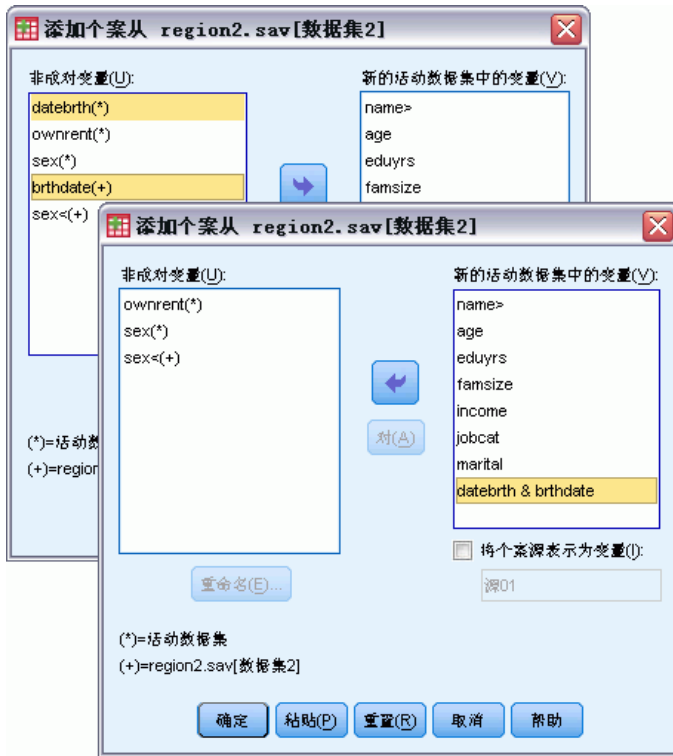 添加个案从 region2.sav[数据集2]
非成对变量(U):
新的活动数据集中的变量(V):
datebrth(*)
ownrent(*)
sex(*)
brthdate(+)
sex<(+)
name>
age
eduyrs
famsize
(*)=活动数
(+)=region
添加个案从 region2.sav[数据集2]
非成对变量(U):
新的活动数据集中的变量(V):
ownrent(*)
sex(*)
sex<(+)
对(A)
name>
age
eduyrs
famsize
income
jobcat
marital
datebrth & brthdate
将个案源表示为变量(I):
源01
重命名(E)...
(*)=活动数据集
(+)=region2.sav[数据集2]
确定
粘贴(P)
重置(R)
取消
帮助